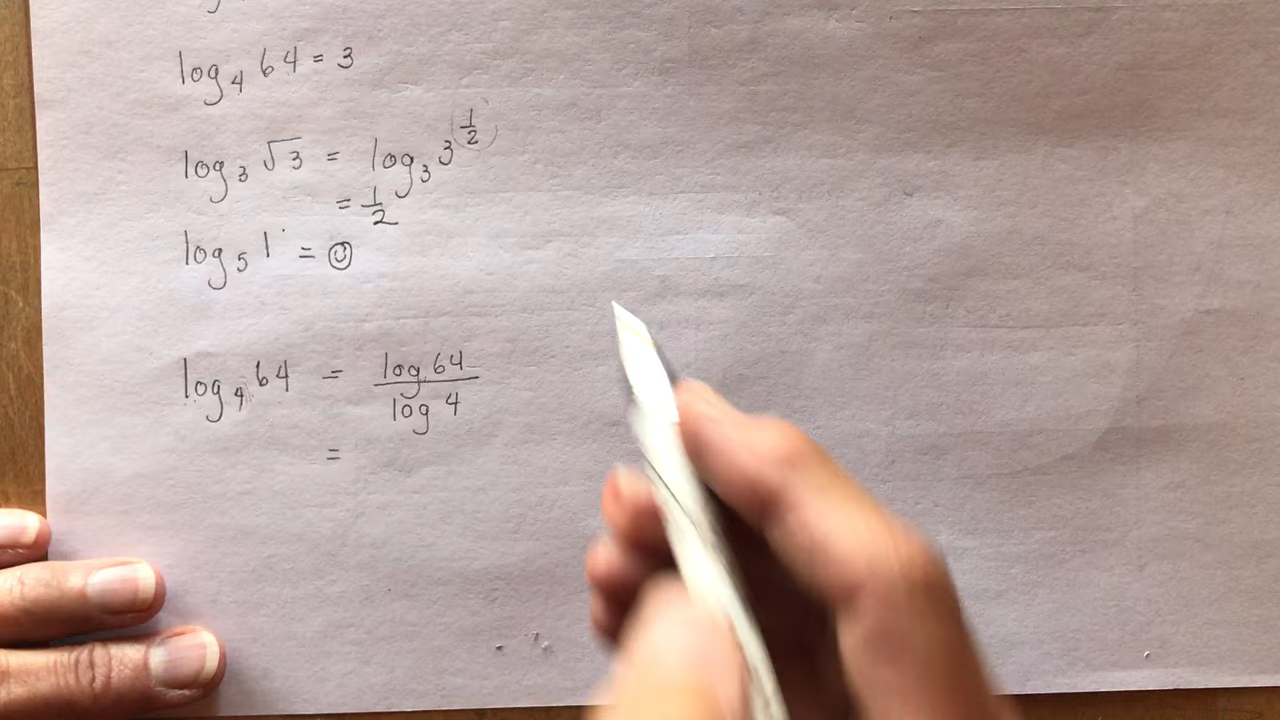 log₄ 64 = 3
log₃ √3 = log₃ 3^(1/2)
= 1/2
log₅ 1 = ☺
log₄ 64 = log 64 / log 4
=